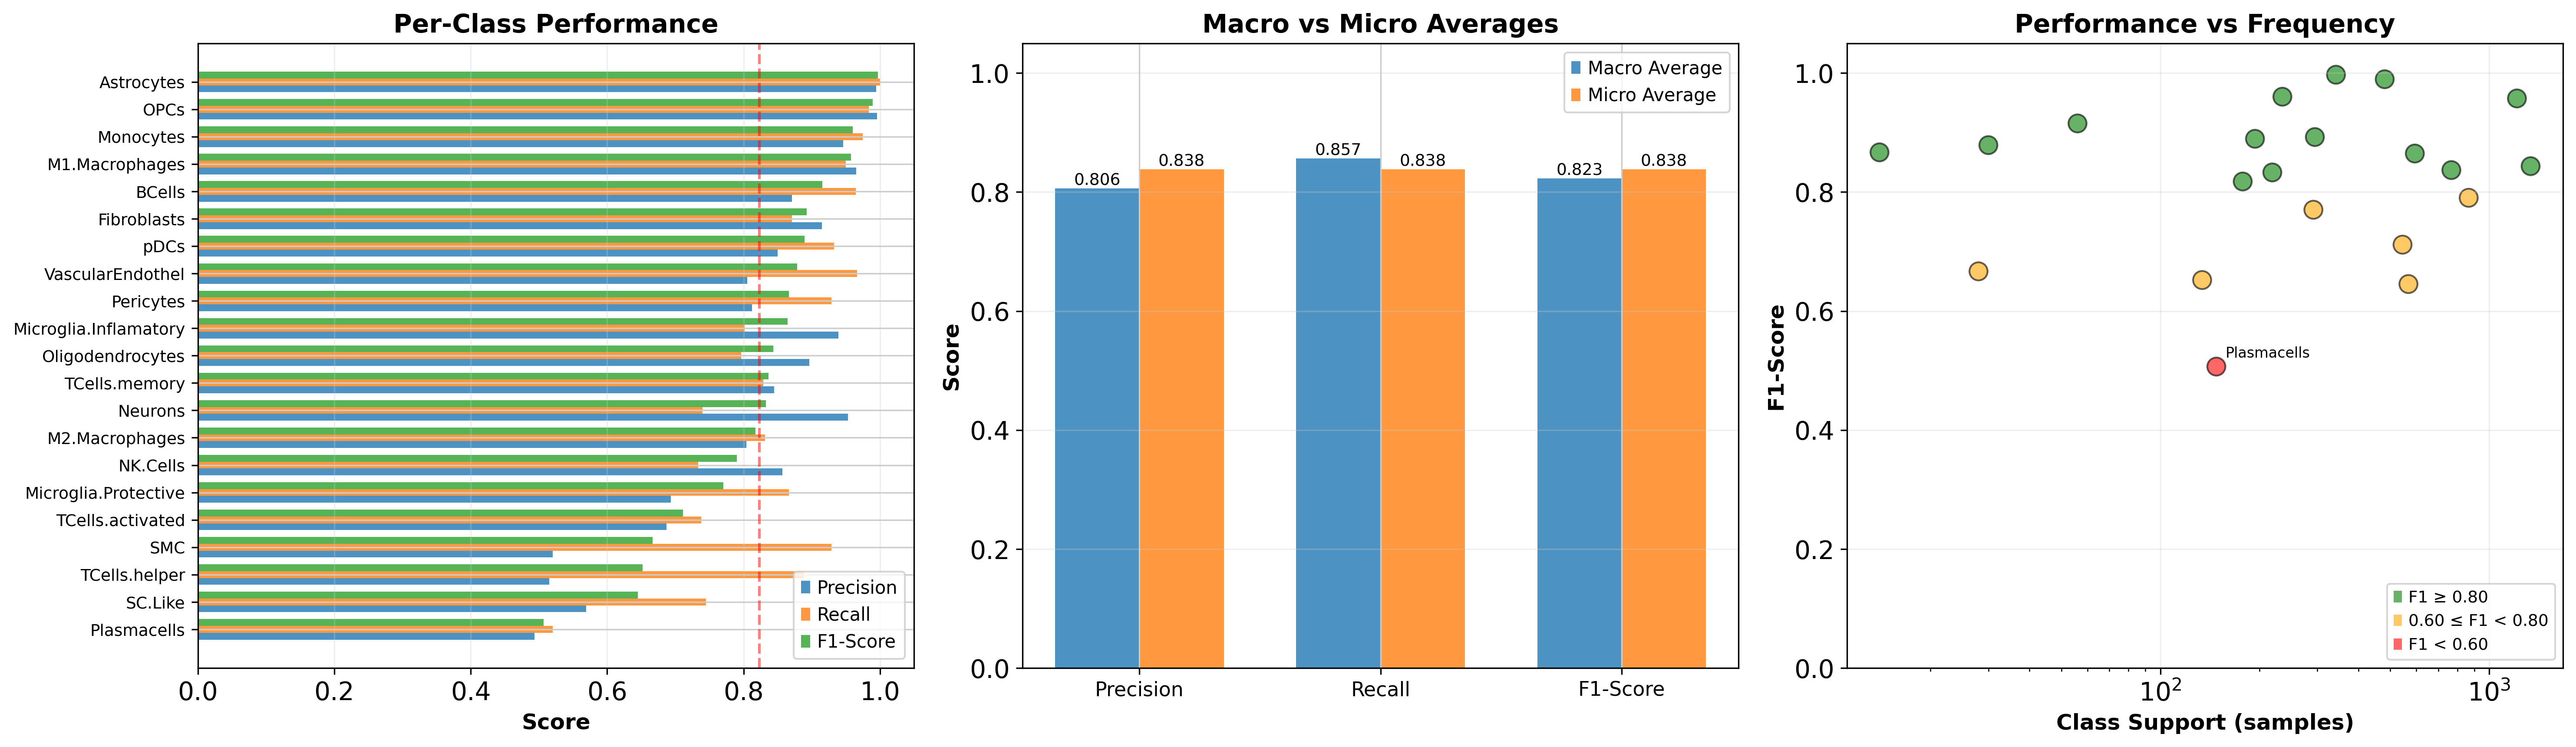 Per-Class Performance
Astrocytes
OPCs
Monocytes
M1.Macrophages
BCells
Fibroblasts
pDCs
VascularEndothel
Pericytes
Microglia.Inflamatory
Oligodendrocytes
TCells.memory
Neurons
M2.Macrophages
NK.Cells
Microglia.Protective
TCells.activated
SMC
TCells.helper
SC.Like
Plasmacells
Precision
Recall
F1-Score
0.0 0.2 0.4 0.6 0.8 1.0
Score
Macro vs Micro Averages
Macro Average
Micro Average
Score
1.0
0.8
0.6
0.4
0.2
0.0
0.806 0.838 0.857 0.838 0.823 0.838
Precision Recall F1-Score
Performance vs Frequency
F1-Score
1.0
0.8
0.6
0.4
0.2
0.0
Plasmacells
F1 ≥ 0.80
0.60 ≤ F1 < 0.80
F1 < 0.60
10² 10³
Class Support (samples)